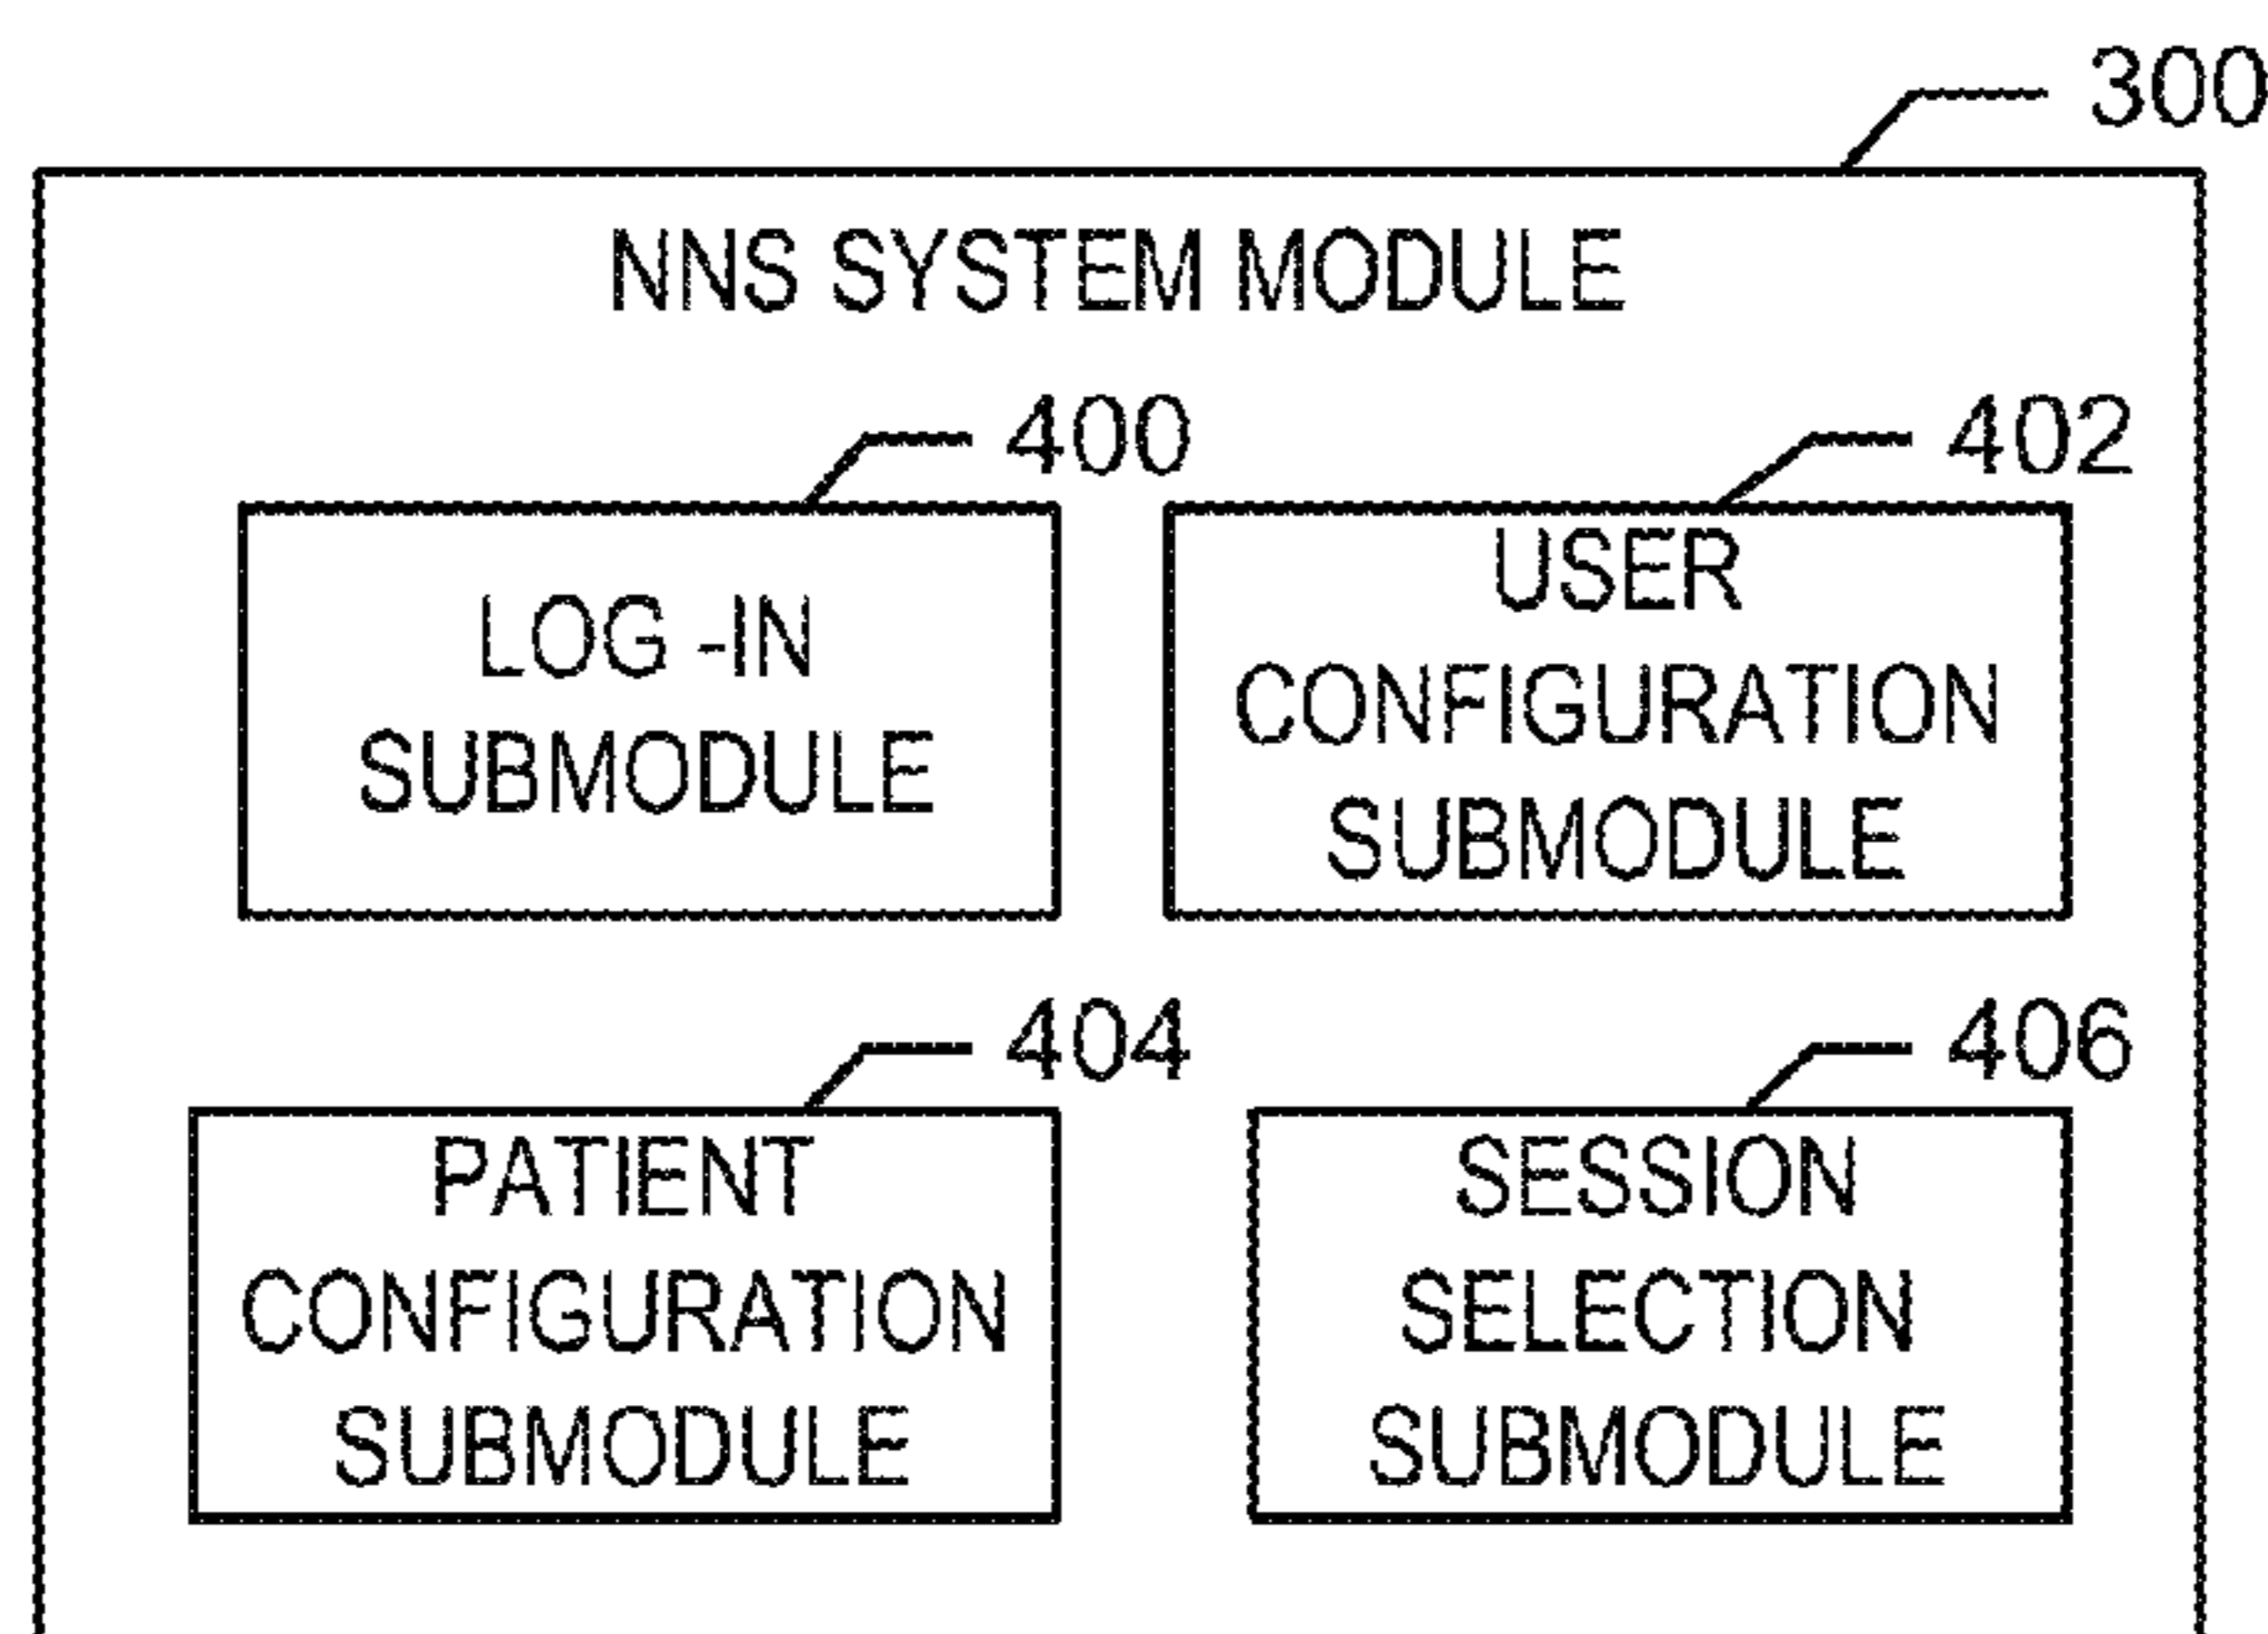 300
NNS SYSTEM MODULE
400
402
LOG -IN
SUBMODULE
USER
CONFIGURATION
SUBMODULE
404
406
PATIENT
CONFIGURATION
SUBMODULE
SESSION
SELECTION
SUBMODULE